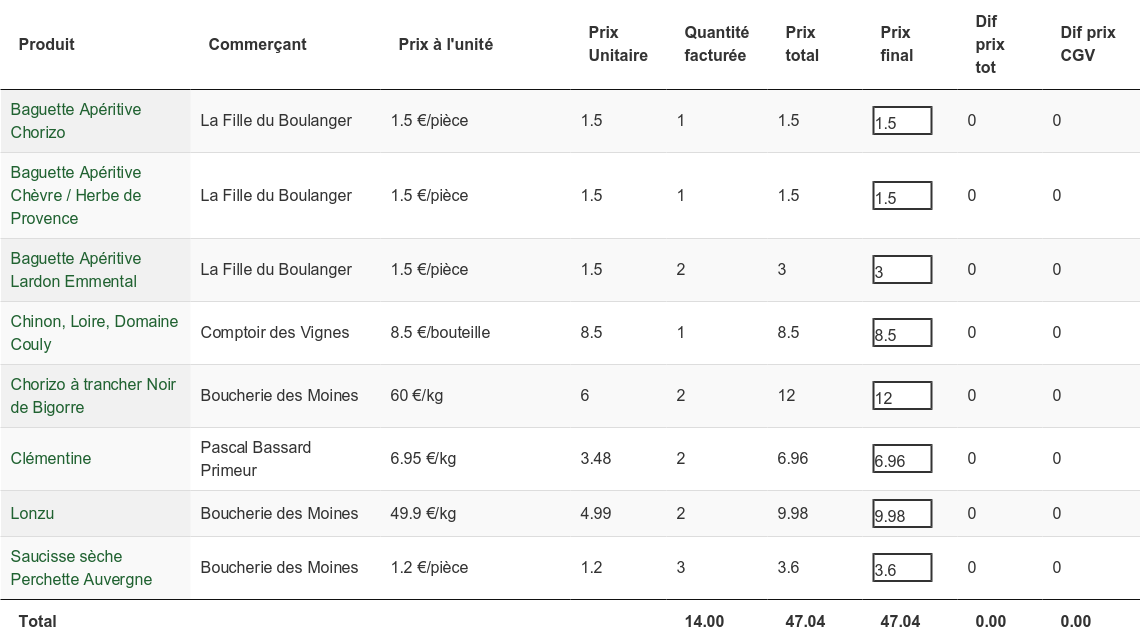 Produit Commerçant Prix à l'unité Prix Unitaire Quantité facturée Prix total Prix final Dif prix tot Dif prix CGV
Baguette Apéritive Chorizo La Fille du Boulanger 1.5 €/pièce 1.5 1 1.5 1.5 0 0
Baguette Apéritive Chèvre / Herbe de Provence La Fille du Boulanger 1.5 €/pièce 1.5 1 1.5 1.5 0 0
Baguette Apéritive Lardon Emmental La Fille du Boulanger 1.5 €/pièce 1.5 2 3 3 0 0
Chinon, Loire, Domaine Couly Comptoir des Vignes 8.5 €/bouteille 8.5 1 8.5 8.5 0 0
Chorizo à trancher Noir de Bigorre Boucherie des Moines 60 €/kg 6 2 12 12 0 0
Clémentine Pascal Bassard Primeur 6.95 €/kg 3.48 2 6.96 6.96 0 0
Lonzu Boucherie des Moines 49.9 €/kg 4.99 2 9.98 9.98 0 0
Saucisse sèche Perchette Auvergne Boucherie des Moines 1.2 €/pièce 1.2 3 3.6 3.6 0 0
Total 14.00 47.04 47.04 0.00 0.00